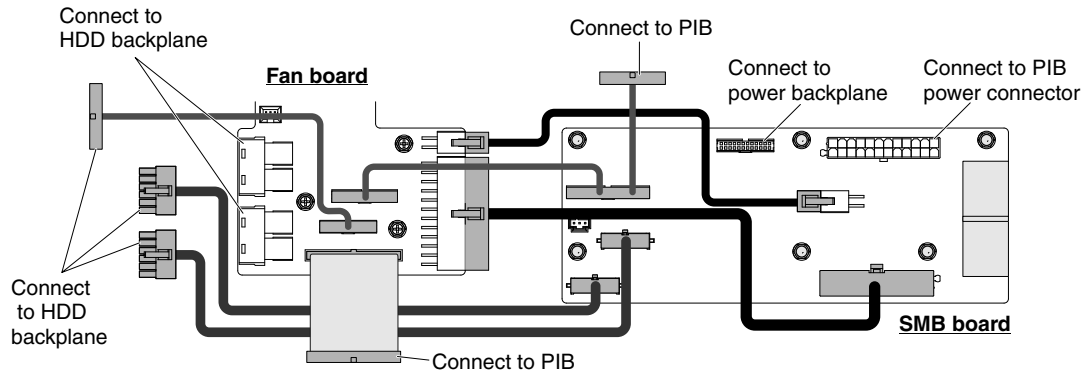 Connect to
HDD backplane
Connect to PIB
Fan board
Connect to
power backplane
Connect to PIB
power connector
Connect
to HDD
backplane
SMB board
Connect to PIB